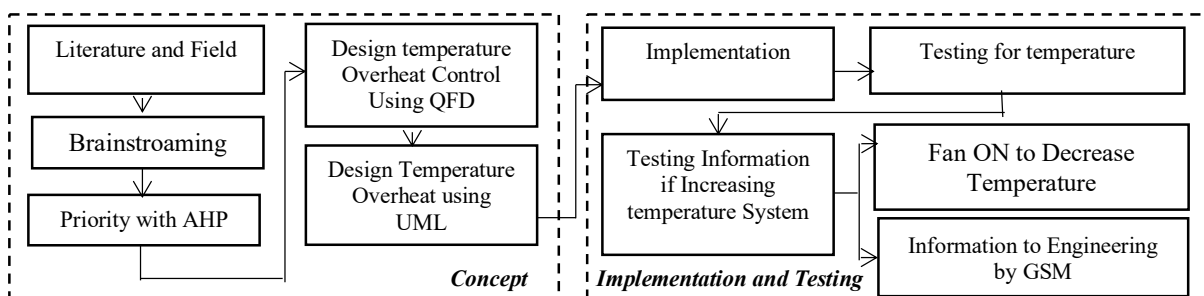 Literature and Field
Brainstroaming
Priority with AHP
Design temperature
Overheat Control
Using QFD
Design Temperature
Overheat using
UML
Concept
Implementation
Testing for temperature
Testing Information
if Increasing
temperature System
Fan ON to Decrease
Temperature
Information to Engineering
by GSM
Implementation and Testing